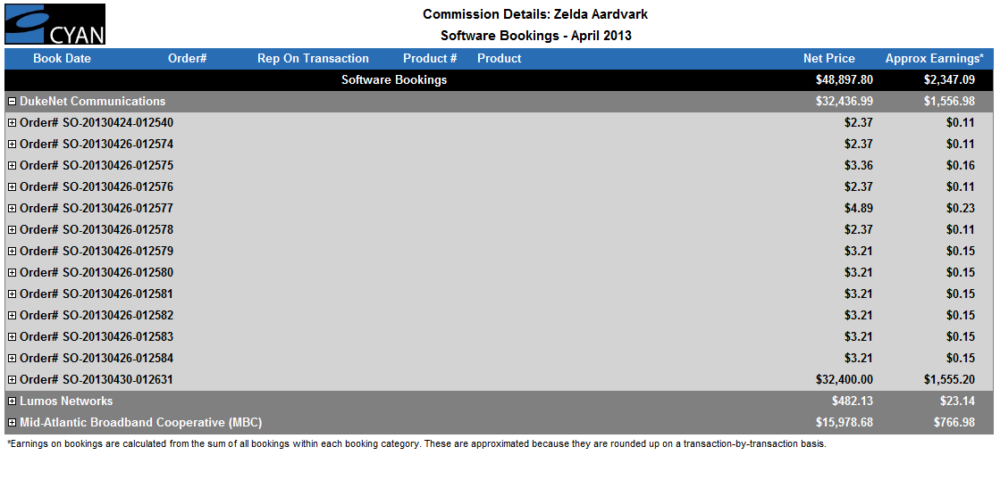 CYAN
Commission Details: Zelda Aardvark
Software Bookings - April 2013
Book Date Order# Rep On Transaction Product # Product Net Price Approx Earnings*
Software Bookings $48,897.80 $2,347.09
DukeNet Communications $32,436.99 $1,556.98
Order# SO-20130424-012540 $2.37 $0.11
Order# SO-20130426-012574 $2.37 $0.11
Order# SO-20130426-012575 $3.36 $0.16
Order# SO-20130426-012576 $2.37 $0.11
Order# SO-20130426-012577 $4.89 $0.23
Order# SO-20130426-012578 $2.37 $0.11
Order# SO-20130426-012579 $3.21 $0.15
Order# SO-20130426-012580 $3.21 $0.15
Order# SO-20130426-012581 $3.21 $0.15
Order# SO-20130426-012582 $3.21 $0.15
Order# SO-20130426-012583 $3.21 $0.15
Order# SO-20130426-012584 $3.21 $0.15
Order# SO-20130430-012631 $32,400.00 $1,555.20
Lumos Networks $482.13 $23.14
Mid-Atlantic Broadband Cooperative (MBC) $15,978.68 $766.98
*Earnings on bookings are calculated from the sum of all bookings within each booking category. These are approximated because they are rounded up on a transaction-by-transaction basis.